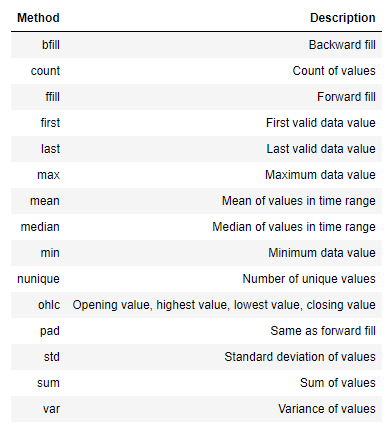 Method Description
bfill Backward fill
count Count of values
ffill Forward fill
first First valid data value
last Last valid data value
max Maximum data value
mean Mean of values in time range
median Median of values in time range
min Minimum data value
nunique Number of unique values
ohlc Opening value, highest value, lowest value, closing value
pad Same as forward fill
std Standard deviation of values
sum Sum of values
var Variance of values